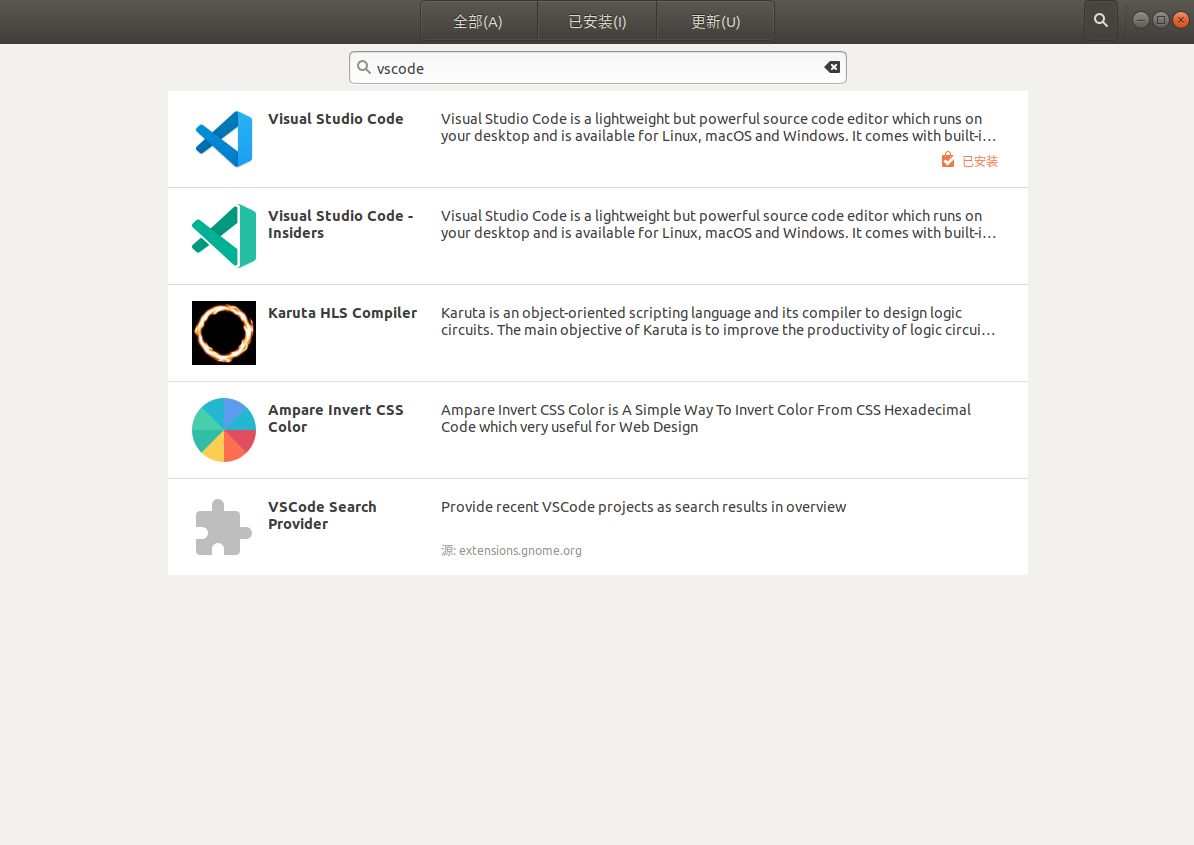 全部(A) 已安装(I) 更新(U)
vscode
Visual Studio Code
Visual Studio Code is a lightweight but powerful source code editor which runs on
your desktop and is available for Linux, macOS and Windows. It comes with built-i…
已安装
Visual Studio Code -
Insiders
Visual Studio Code is a lightweight but powerful source code editor which runs on
your desktop and is available for Linux, macOS and Windows. It comes with built-i…
Karuta HLS Compiler
Karuta is an object-oriented scripting language and its compiler to design logic
circuits. The main objective of Karuta is to improve the productivity of logic circui…
Ampare Invert CSS
Color
Ampare Invert CSS Color is A Simple Way To Invert Color From CSS Hexadecimal
Code which very useful for Web Design
VSCode Search
Provider
Provide recent VSCode projects as search results in overview
源: extensions.gnome.org